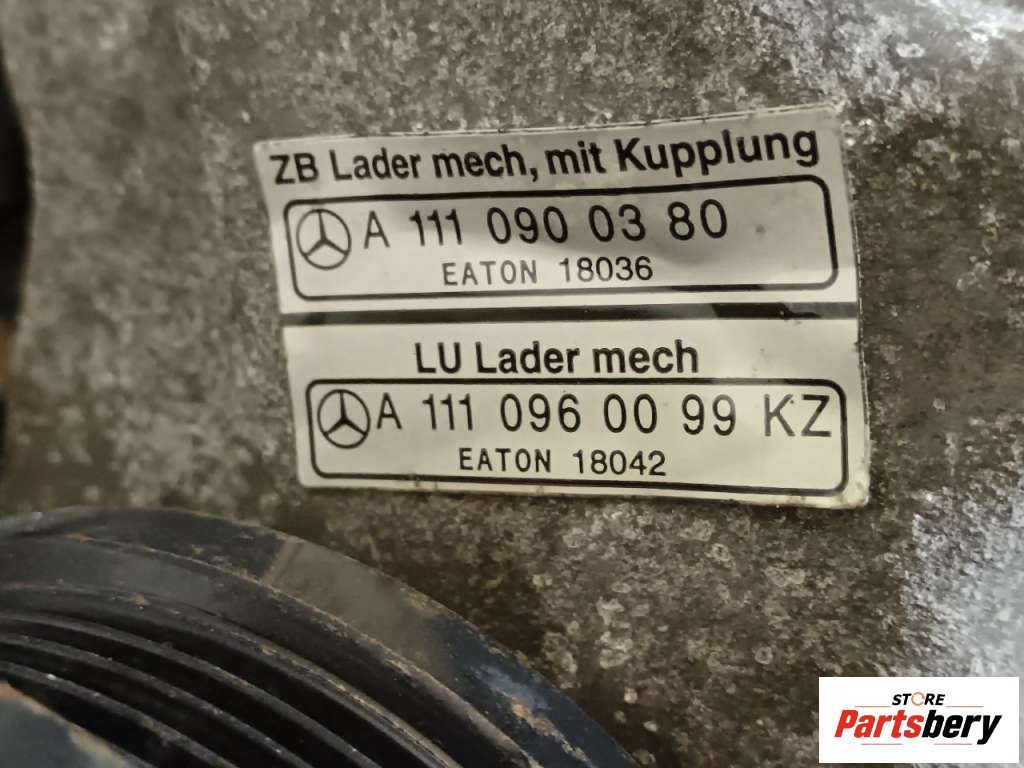 ZB Lader mech, mit Kupplung
A 111 090 03 80
EATON 18036
LU Lader mech
A 111 096 00 99 KZ
EATON 18042
STORE
Partsbery